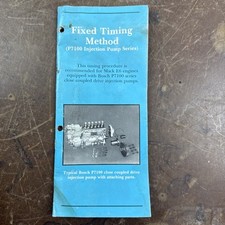 Fixed Timing
Method
(P7100 Injection Pump Series)
This timing procedure is
recommended for Mack E6 engines
equipped with Bosch P7100 series
close coupled drive injection pumps.
Typical Bosch P7100 close coupled drive
injection pump with attaching parts.